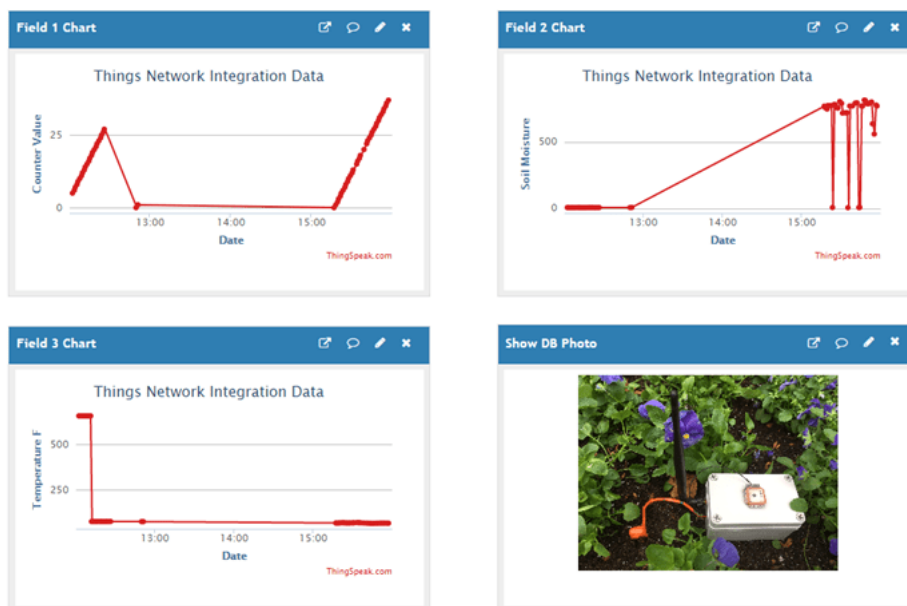 Field 1 Chart
Things Network Integration Data
Counter Value
25
0
13:00 14:00 15:00
Date
ThingSpeak.com
Field 2 Chart
Things Network Integration Data
Soil Moisture
500
0
13:00 14:00 15:00
Date
ThingSpeak.com
Field 3 Chart
Things Network Integration Data
Temperature F
500
250
13:00 14:00 15:00
Date
ThingSpeak.com
Show DB Photo